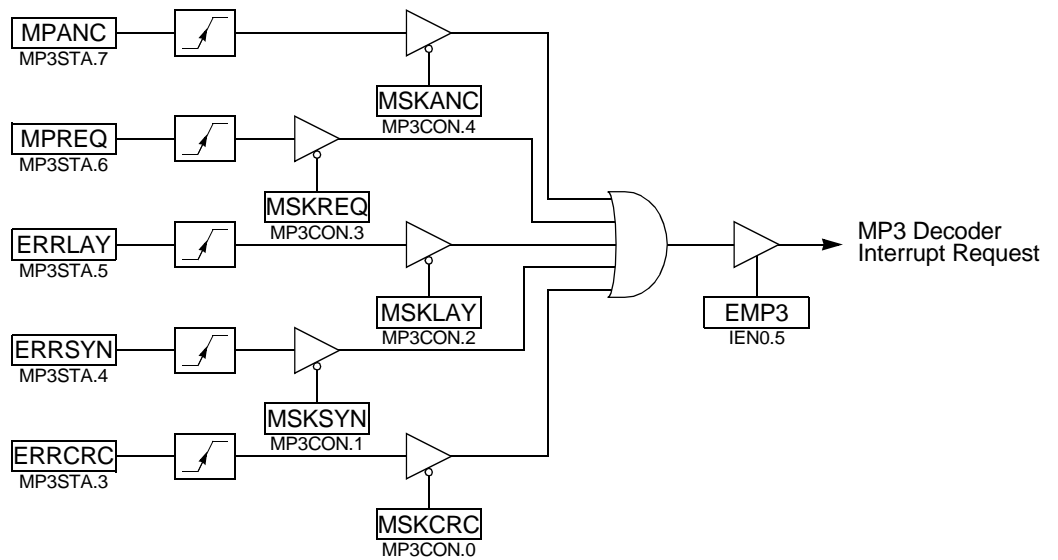 MPANC
MP3STA.7
MSKANC
MP3CON.4
MPREQ
MP3STA.6
MSKREQ
MP3CON.3
ERRLAY
MP3STA.5
MSKLAY
MP3CON.2
ERRSYN
MP3STA.4
MSKSYN
MP3CON.1
ERRCRC
MP3STA.3
MSKCRC
MP3CON.0
MP3 Decoder
Interrupt Request
EMP3
IEN0.5